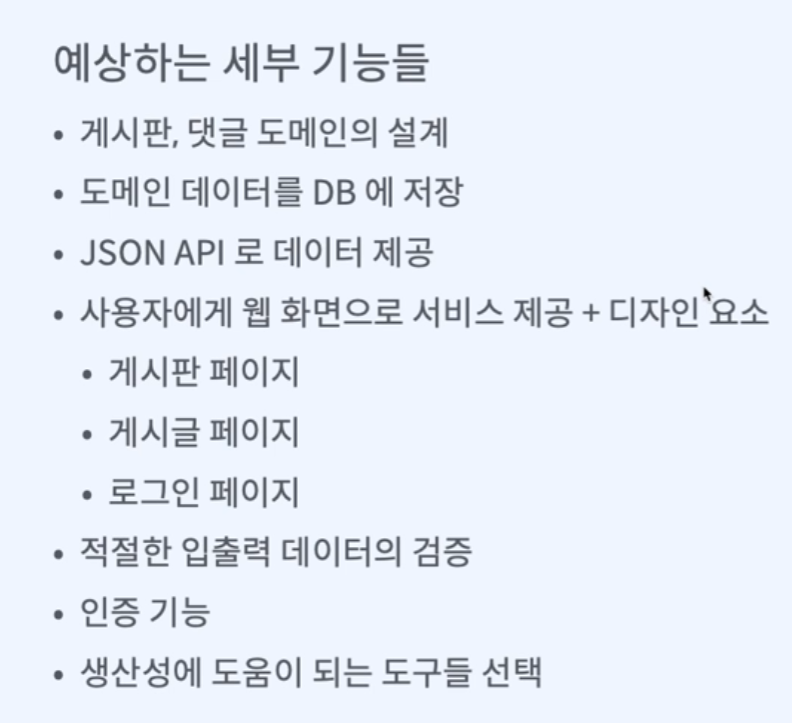 예상하는 세부 기능들
• 게시판, 댓글 도메인의 설계
• 도메인 데이터를 DB 에 저장
• JSON API 로 데이터 제공
• 사용자에게 웹 화면으로 서비스 제공 + 디자인 요소
• 게시판 페이지
• 게시글 페이지
• 로그인 페이지
• 적절한 입출력 데이터의 검증
• 인증 기능
• 생산성에 도움이 되는 도구들 선택